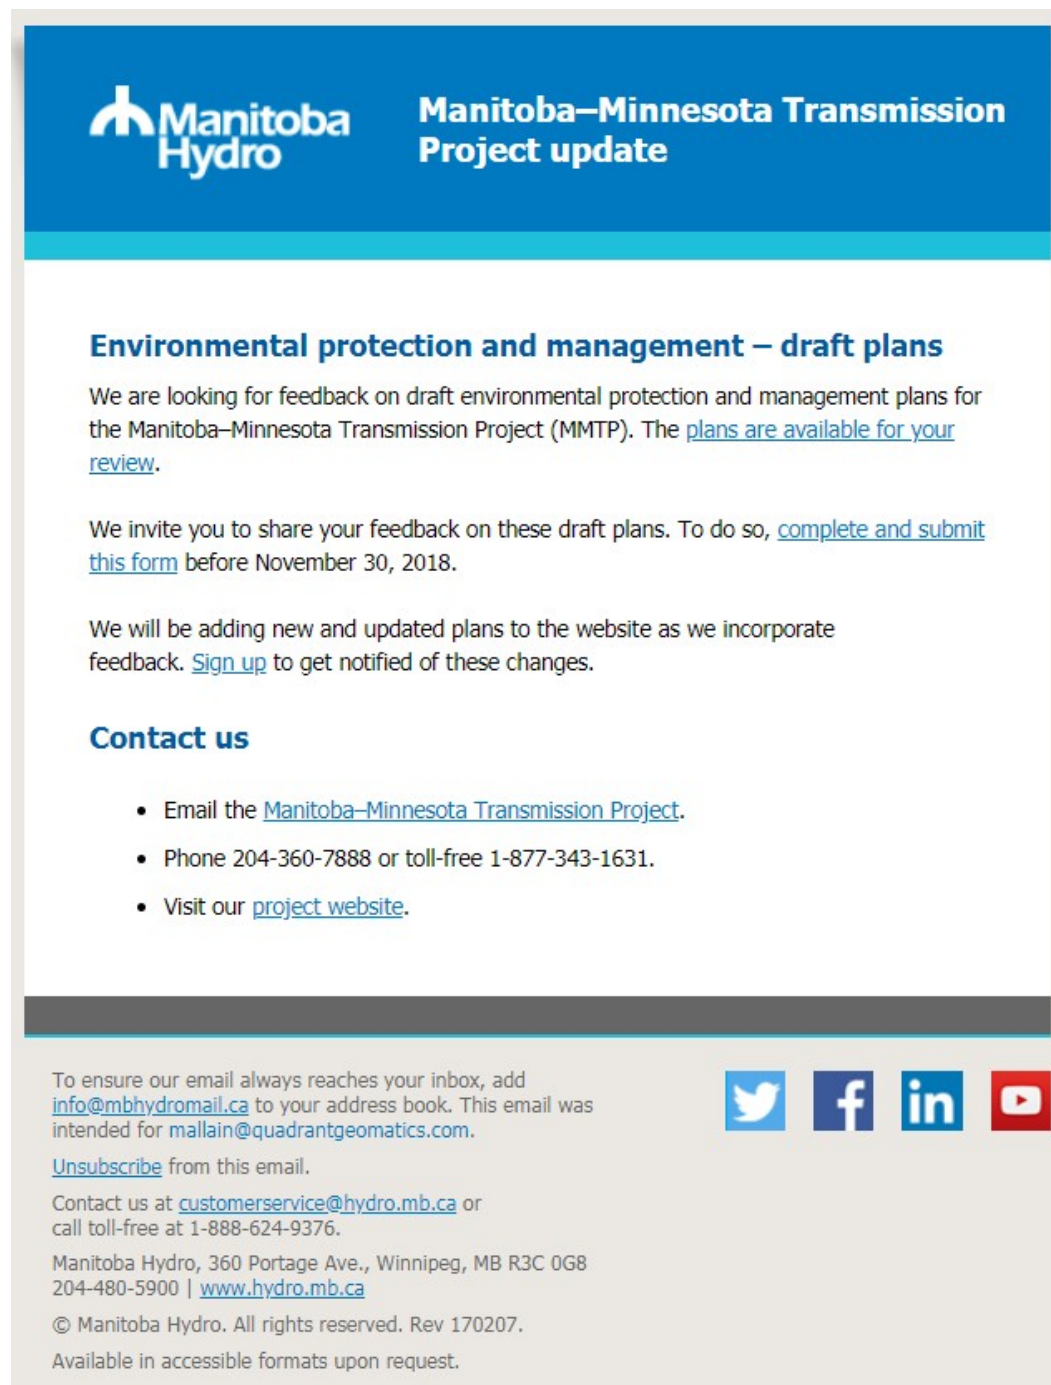 Manitoba
Hydro
Manitoba–Minnesota Transmission
Project update
Environmental protection and management – draft plans
We are looking for feedback on draft environmental protection and management plans for
the Manitoba–Minnesota Transmission Project (MMTP). The plans are available for your
review.
We invite you to share your feedback on these draft plans. To do so, complete and submit
this form before November 30, 2018.
We will be adding new and updated plans to the website as we incorporate
feedback. Sign up to get notified of these changes.
Contact us
• Email the Manitoba–Minnesota Transmission Project.
• Phone 204-360-7888 or toll-free 1-877-343-1631.
• Visit our project website.
To ensure our email always reaches your inbox, add
info@mbhydromail.ca to your address book. This email was
intended for mallain@quadrantgeomatics.com.
Unsubscribe from this email.
Contact us at customerservice@hydro.mb.ca or
call toll-free at 1-888-624-9376.
Manitoba Hydro, 360 Portage Ave., Winnipeg, MB R3C 0G8
204-480-5900 | www.hydro.mb.ca
© Manitoba Hydro. All rights reserved. Rev 170207.
Available in accessible formats upon request.